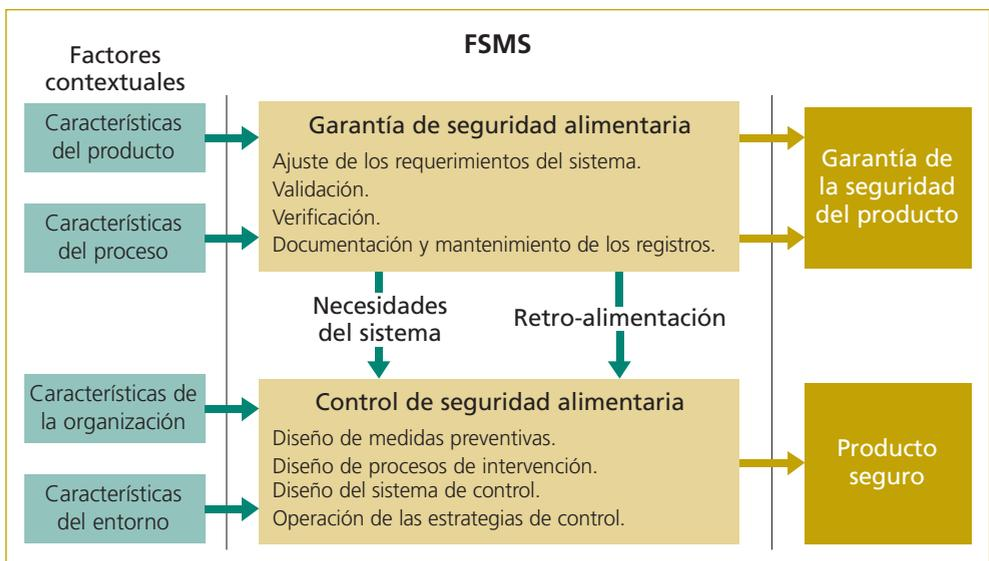 FSMS
Factores
contextuales
Características
del producto
Características
del proceso
Características de
la organización
Características
del entorno
Garantía de seguridad alimentaria
Ajuste de los requerimientos del sistema.
Validación.
Verificación.
Documentación y mantenimiento de los registros.
Necesidades
del sistema
Retro-alimentación
Control de seguridad alimentaria
Diseño de medidas preventivas.
Diseño de procesos de intervención.
Diseño del sistema de control.
Operación de las estrategias de control.
Garantía de
la seguridad
del producto
Producto
seguro